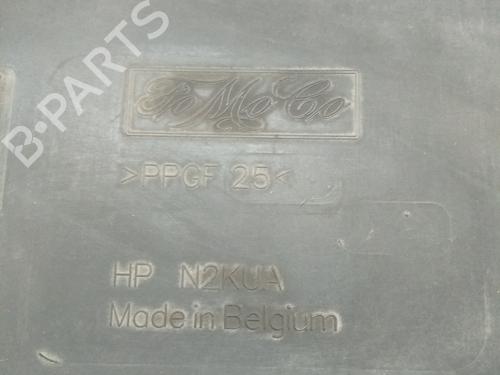 B-PARTS
FoMoCo
>PPGF 25<
HP N2KUA
Made in Belgium